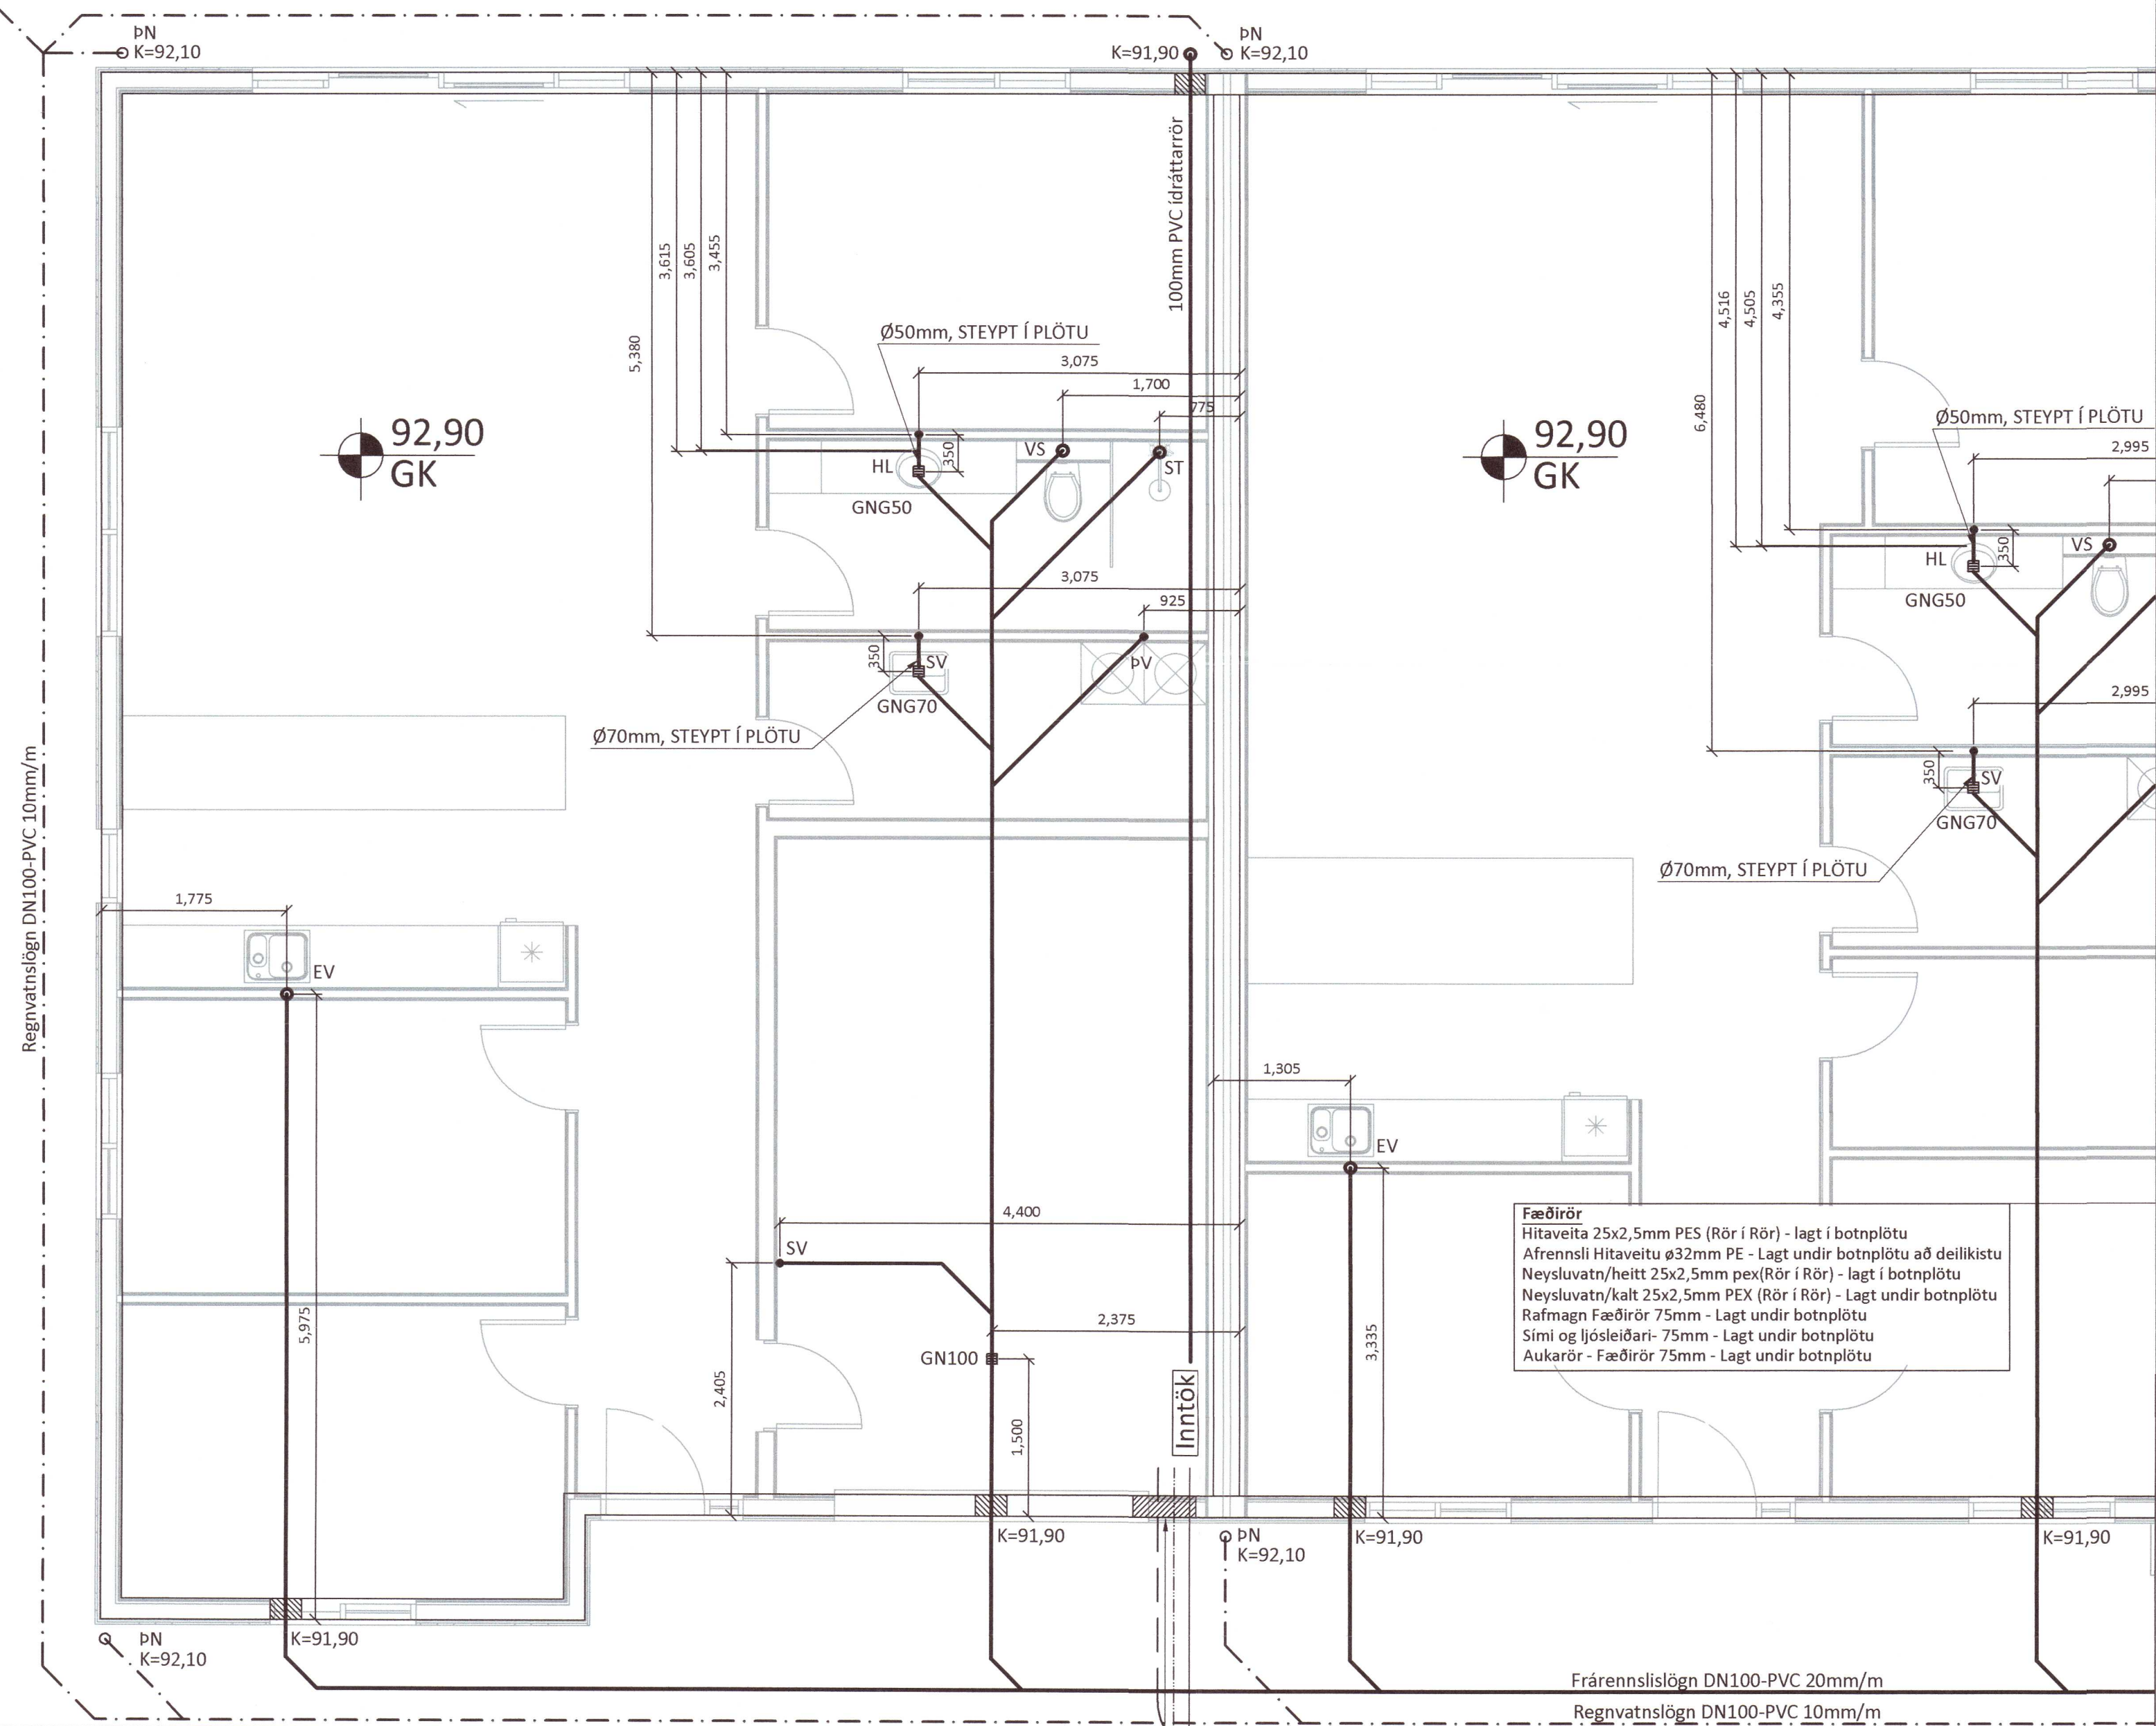 ÞN
K=92,10
K=91,90
ÞN
K=92,10
100mm PVC ídráttarrör
3,615
3,605
3,455
5,380
4,516
4,505
4,355
6,480
Ø50mm, STEYPT Í PLÖTU
3,075
1,700
775
92,90
GK
HL
350
VS
ST
GNG50
3,075
925
350
SV
ÞV
GNG70
Ø70mm, STEYPT Í PLÖTU
92,90
GK
Ø50mm, STEYPT Í PLÖTU
2,995
HL
350
VS
GNG50
2,995
350
SV
GNG70
Ø70mm, STEYPT Í PLÖTU
Regnvatnslögn DN100-PVC 10mm/m
1,775
EV
5,975
1,305
EV
3,335
4,400
SV
2,405
2,375
GN100
1,500
Inntök
Fæðirör
Hitaveita 25x2,5mm PES (Rör í Rör) - lagt í botnplötu
Afrennsli Hitaveitu ø32mm PE - Lagt undir botnplötu að deilikistu
Neysluvatn/heitt 25x2,5mm pex(Rör í Rör) - lagt í botnplötu
Neysluvatn/kalt 25x2,5mm PEX (Rör í Rör) - Lagt undir botnplötu
Rafmagn Fæðirör 75mm - Lagt undir botnplötu
Sími og ljósleiðari- 75mm - Lagt undir botnplötu
Aukarör - Fæðirör 75mm - Lagt undir botnplötu
K=91,90
ÞN
K=92,10
K=91,90
K=91,90
ÞN
K=92,10
K=91,90
Frárennslislögn DN100-PVC 20mm/m
Regnvatnslögn DN100-PVC 10mm/m